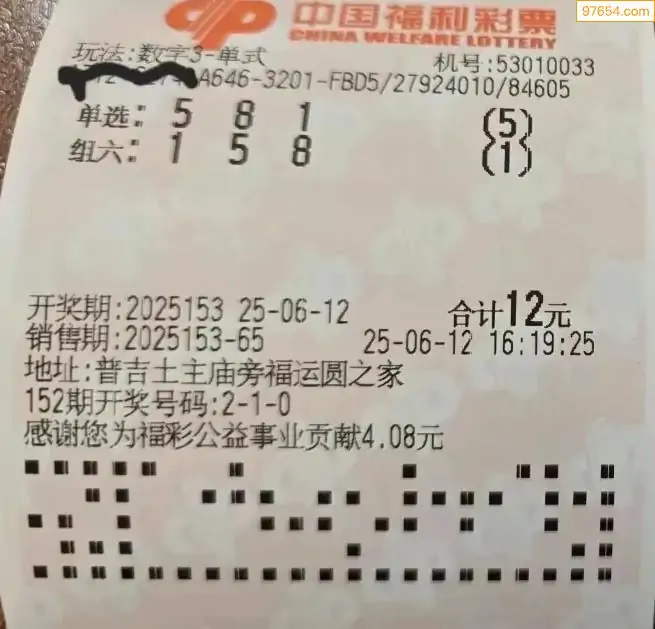 97654.com
中国福利彩票
CHINA WELFARE LOTTERY
玩法:数字3-单式
机号:53010033
A646-3201-FBD5/27924010/84605
单选: 5 8 1 (5)
组六: 1 5 8 (1)
开奖期:2025153 25-06-12 合计12元
销售期:2025153-65 25-06-12 16:19:25
地址:普吉土主庙旁福运圆之家
152期开奖号码:2-1-0
感谢您为福彩公益事业贡献4.08元